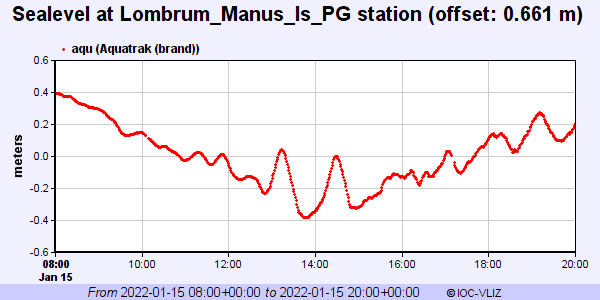 Sealevel at Lombrum_Manus_Is_PG station (offset: 0.661 m)
aqu (Aquatrak (brand))
0.6
0.4
0.2
0.0
-0.2
-0.4
-0.6
meters
08:00 10:00 12:00 14:00 16:00 18:00 20:00
Jan 15
From 2022-01-15 08:00+00:00 to 2022-01-15 20:00+00:00 © IOC-VLIZ